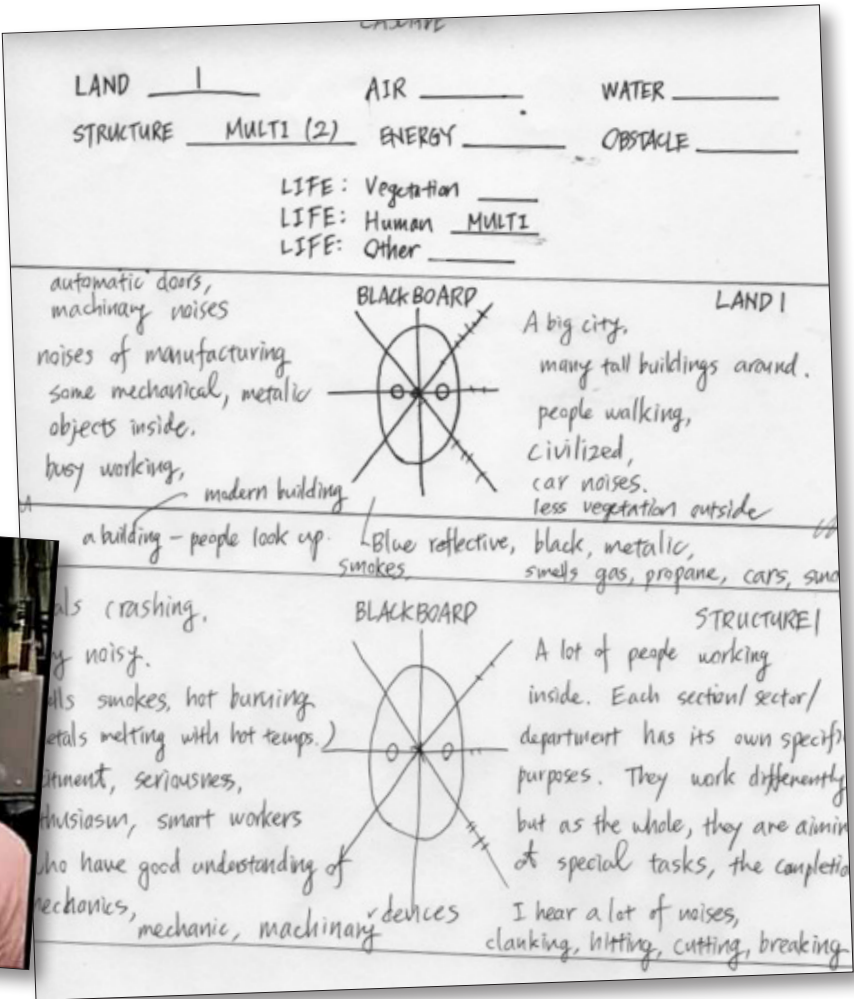 LAND 1 AIR WATER
STRUCTURE MULTI (2) ENERGY OBSTACLE
LIFE: Vegetation
LIFE: Human MULTI
LIFE: Other
BLACKBOARD
LAND 1
automatic doors,
machinary noises
noises of manufacturing
some mechanical, metalic
objects inside.
busy working,
modern building
A big city,
many tall buildings around.
people walking,
civilized,
car noises.
less vegetation outside
a building - people look up.
Blue reflective, black, metalic,
smokes, smells gas, propane, cars,
BLACKBOARD
STRUCTURE 1
crashing,
noisy.
smokes, hot burning
melting with hot temps.)
seriousness,
smart workers
have good understanding of
mechanic, machinary devices
A lot of people working
inside. Each section/sector/
department has its own
purposes. They work differently
but as the whole, they are
at special tasks, the
I hear a lot of noises,
clanking, hitting, cutting, breaking